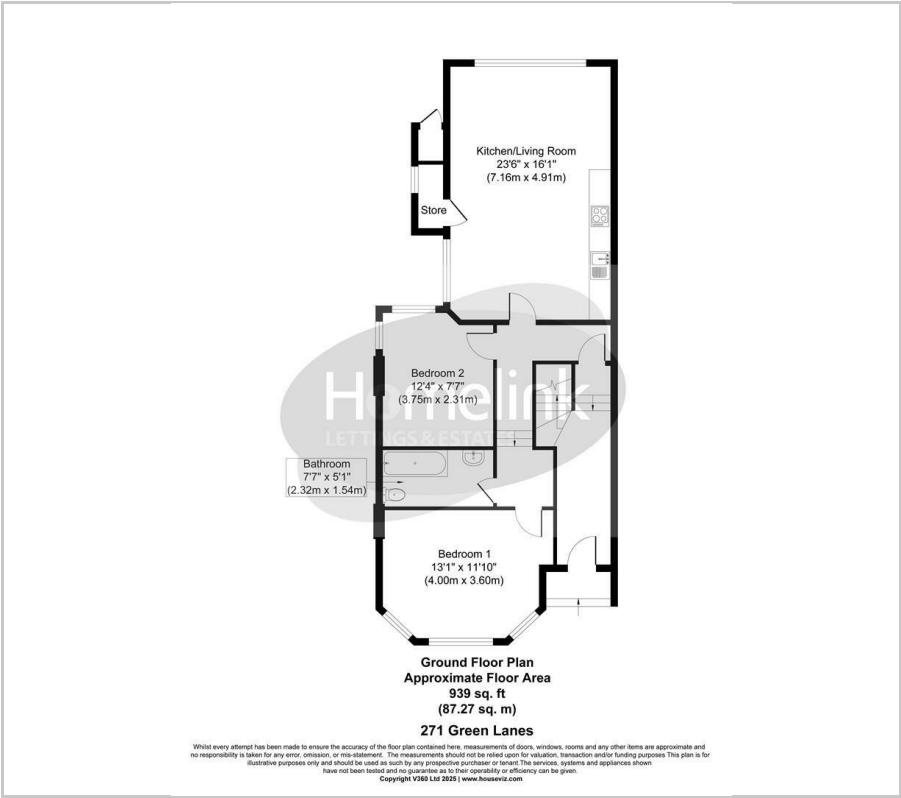 Kitchen/Living Room
23'6" x 16'1"
(7.16m x 4.91m)
Store
Bedroom 2
12'4" x 7'7"
(3.75m x 2.31m)
Homelink
LETTINGS & ESTATES
Bathroom
7'7" x 5'1"
(2.32m x 1.54m)
Bedroom 1
13'1" x 11'10"
(4.00m x 3.60m)
Ground Floor Plan
Approximate Floor Area
939 sq. ft
(87.27 sq. m)
271 Green Lanes
Whilst every attempt has been made to ensure the accuracy of the floor plan contained here, measurements of doors, windows, rooms and any other items are approximate and
no responsibility is taken for any error, omission, or mis-statement. The measurements should not be relied upon for valuation, transaction and/or funding purposes This plan is for
illustrative purposes only and should be used as such by any prospective purchaser or tenant The services, systems and appliances shown
have not been tested and no guarantee as to their operability or efficiency can be given.
Copyright V360 Ltd 2025 | www.houseviz.com